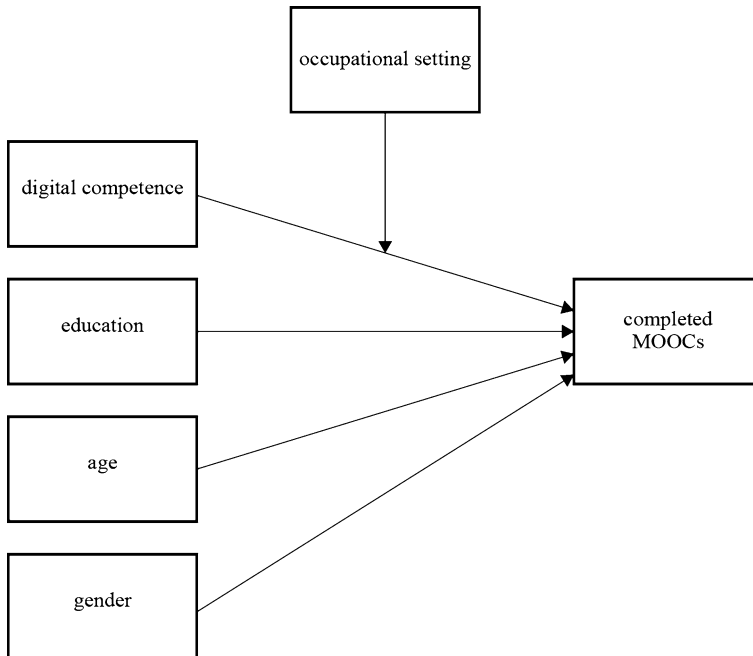 occupational setting
digital competence
education
completed
MOOCs
age
gender